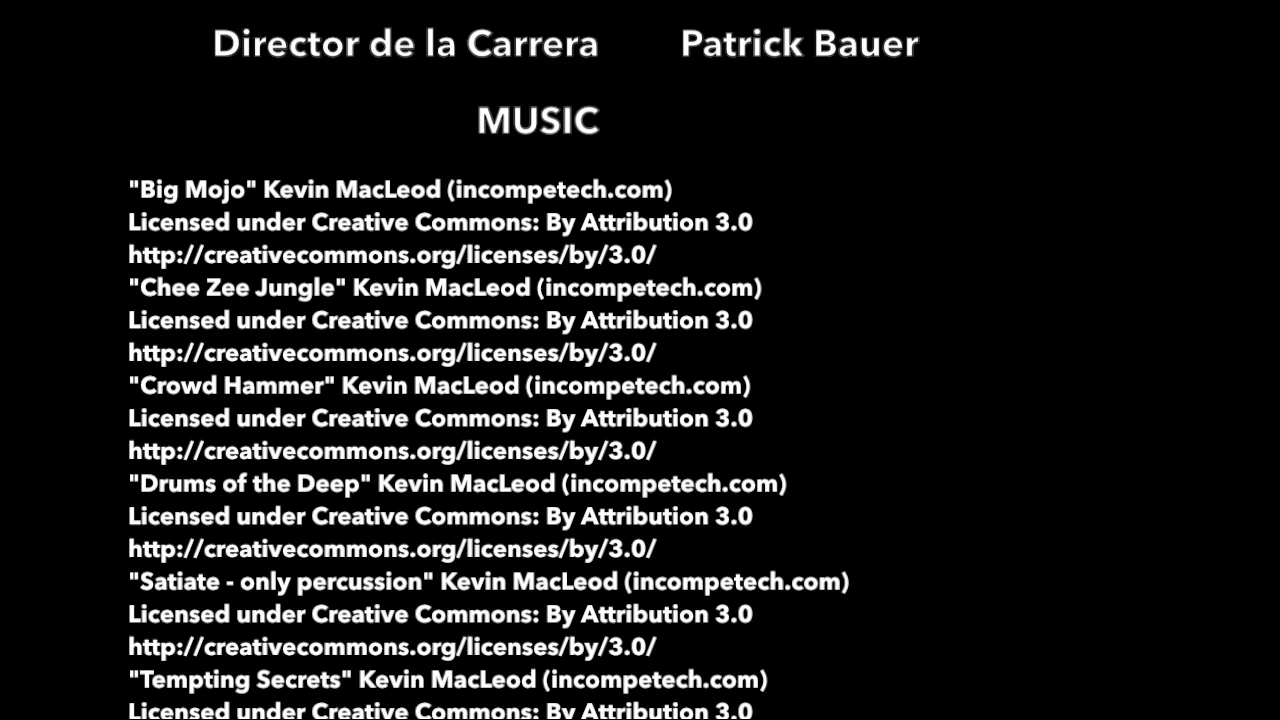 Director de la Carrera Patrick Bauer
MUSIC
"Big Mojo" Kevin MacLeod (incompetech.com)
Licensed under Creative Commons: By Attribution 3.0
http://creativecommons.org/licenses/by/3.0/
"Chee Zee Jungle" Kevin MacLeod (incompetech.com)
Licensed under Creative Commons: By Attribution 3.0
http://creativecommons.org/licenses/by/3.0/
"Crowd Hammer" Kevin MacLeod (incompetech.com)
Licensed under Creative Commons: By Attribution 3.0
http://creativecommons.org/licenses/by/3.0/
"Drums of the Deep" Kevin MacLeod (incompetech.com)
Licensed under Creative Commons: By Attribution 3.0
http://creativecommons.org/licenses/by/3.0/
"Satiate - only percussion" Kevin MacLeod (incompetech.com)
Licensed under Creative Commons: By Attribution 3.0
http://creativecommons.org/licenses/by/3.0/
"Tempting Secrets" Kevin MacLeod (incompetech.com)
Licensed under Creative Commons: By Attribution 3.0